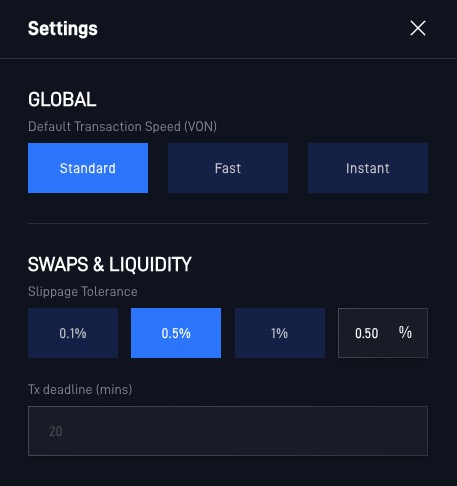 Settings
GLOBAL
Default Transaction Speed (VON)
Standard Fast Instant
SWAPS & LIQUIDITY
Slippage Tolerance
0.1% 0.5% 1% 0.50 %
Tx deadline (mins)
20